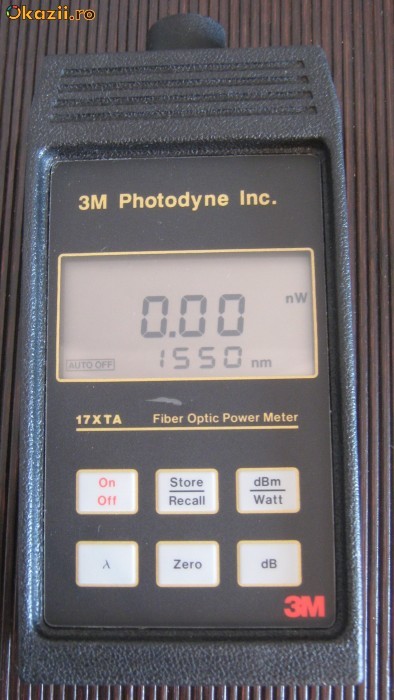 Okazii.ro
3M Photodyne Inc.
0.00 nW
AUTO OFF 1550 nm
17XTA Fiber Optic Power Meter
On
Off
Store
Recall
dBm
Watt
λ
Zero
dB
3M